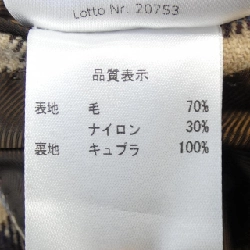 Lotto Nr. 20753
品質表示
表地 毛 70%
ナイロン 30%
裏地 キュプラ 100%